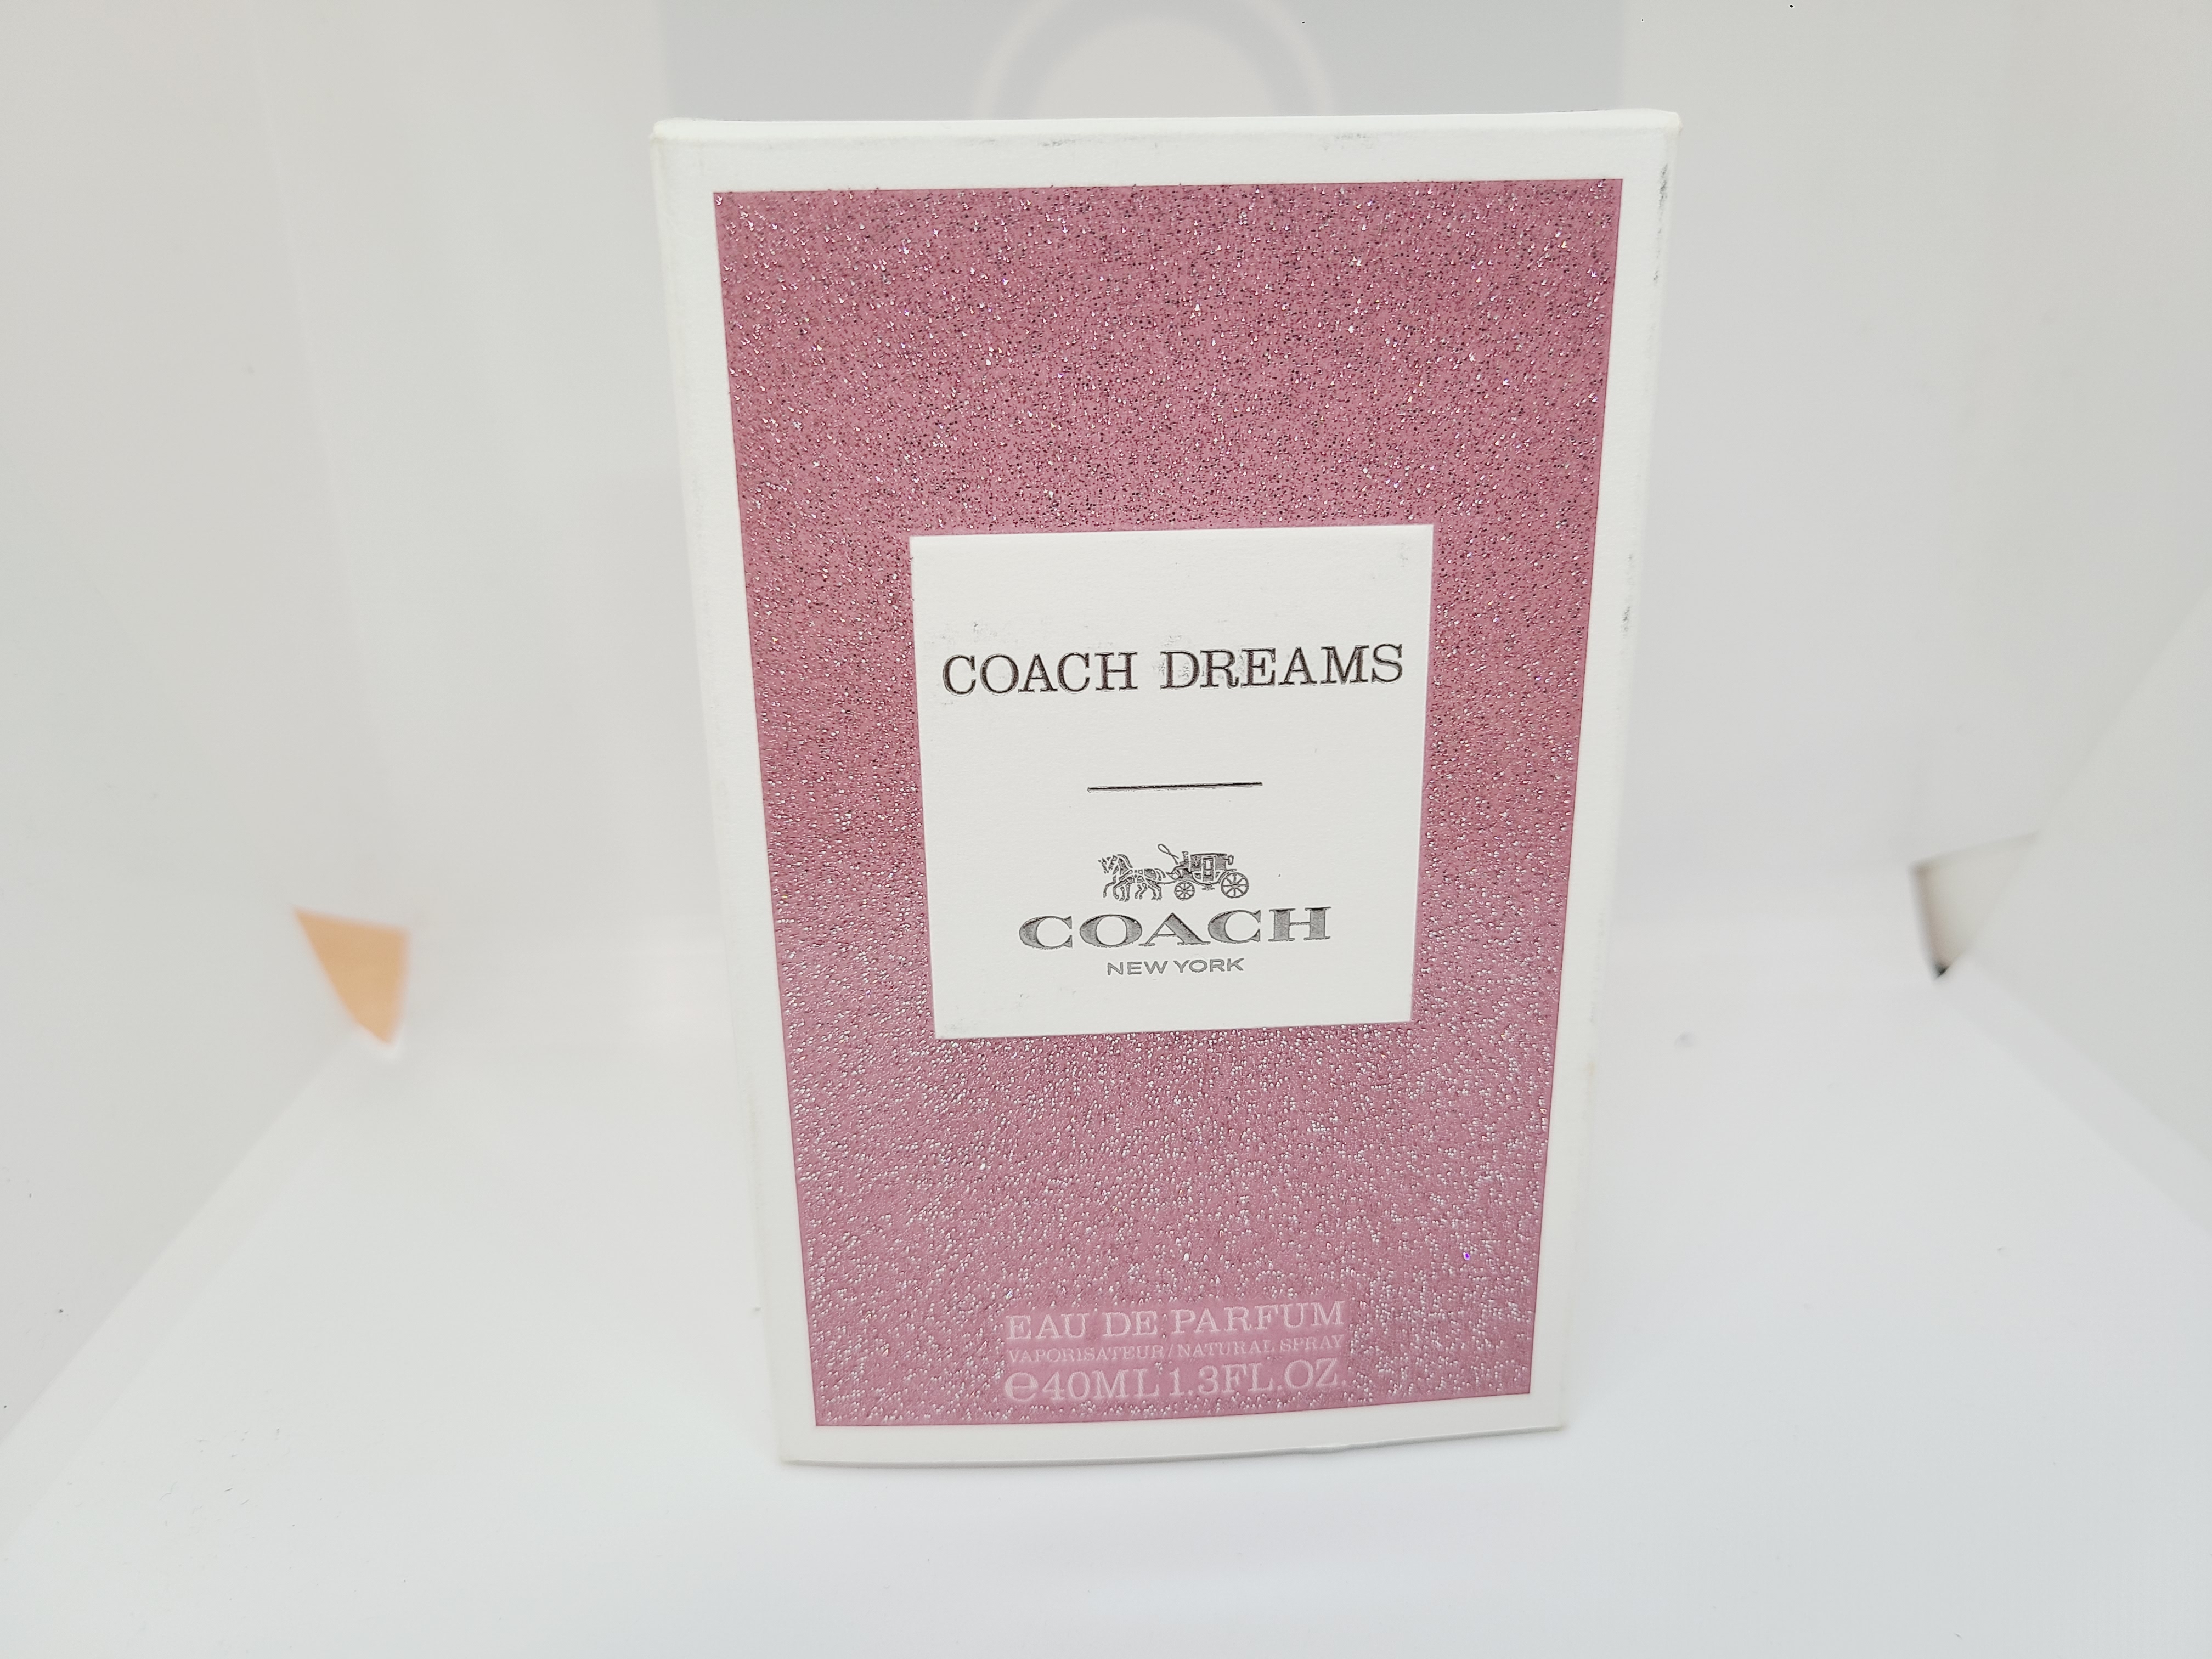 COACH DREAMS
COACH
NEW YORK
EAU DE PARFUM
VAPORISATEUR/NATURAL SPRAY
℮40ML 1.3FL.OZ.